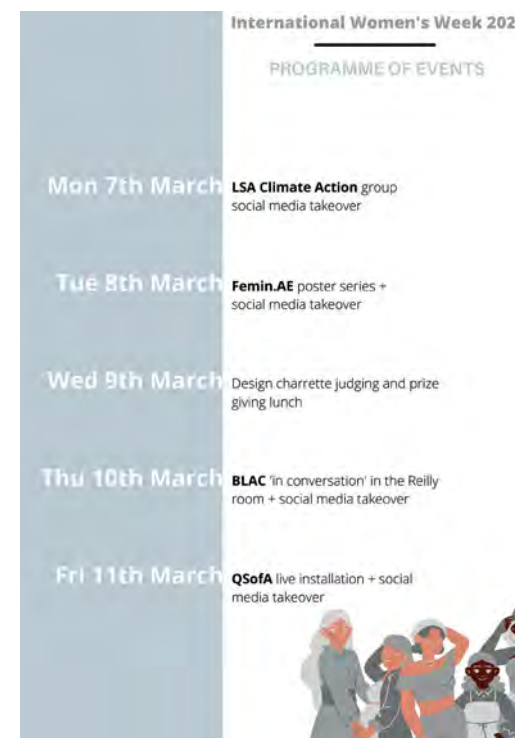 International Women's Week 202
PROGRAMME OF EVENTS
Mon 7th March
LSA Climate Action group
social media takeover
Tue 8th March
Femin.AE poster series +
social media takeover
Wed 9th March
Design charrette judging and prize
giving lunch
Thu 10th March
BLAC 'in conversation' in the Reilly
room + social media takeover
Fri 11th March
QSofA live installation + social
media takeover